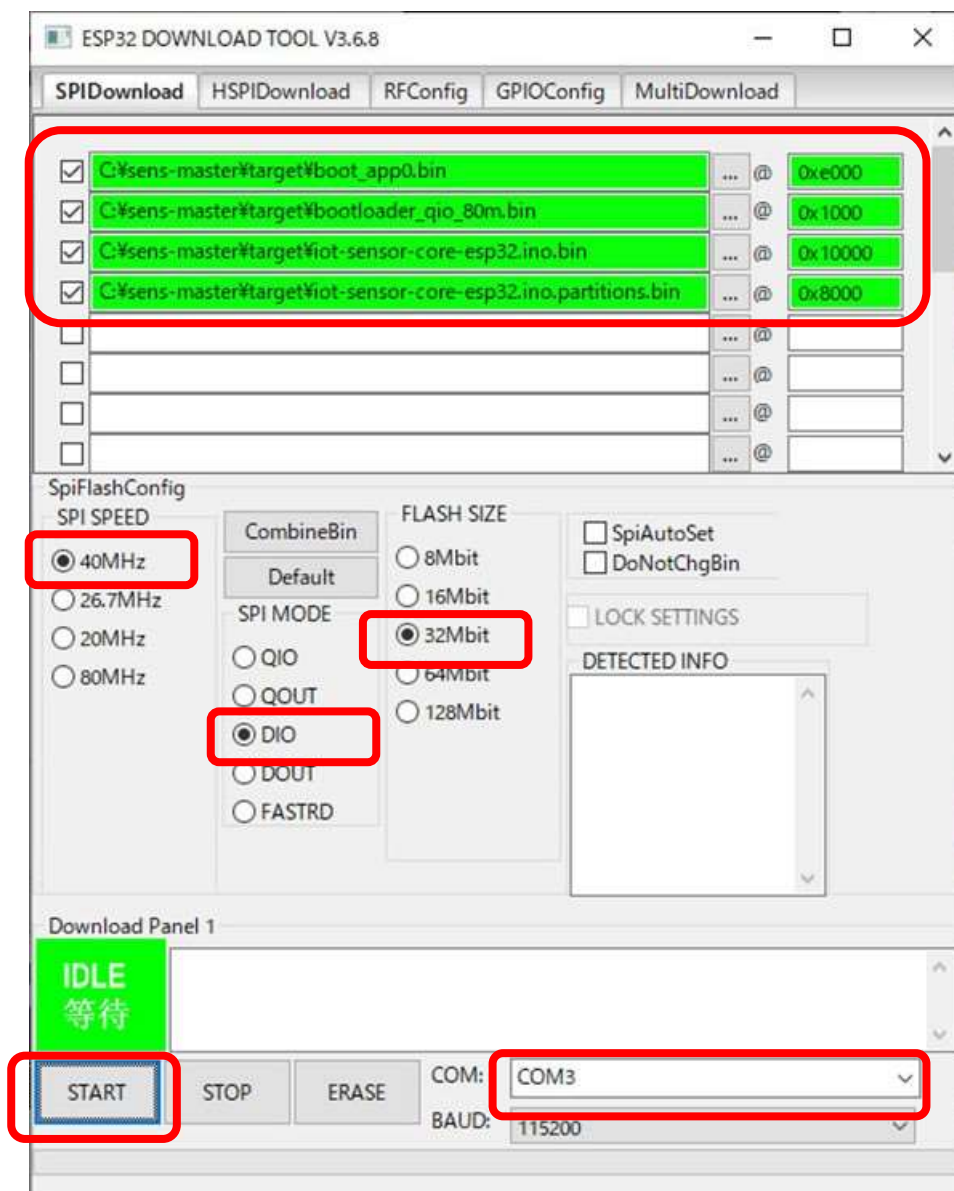 ESP32 DOWNLOAD TOOL V3.6.8
SPIDownload HSPIDownload RFConfig GPIOConfig MultiDownload
C:¥sens-master¥target¥boot_app0.bin ... @ 0xe000
C:¥sens-master¥target¥bootloader_qio_80m.bin ... @ 0x1000
C:¥sens-master¥target¥iot-sensor-core-esp32.ino.bin ... @ 0x10000
C:¥sens-master¥target¥iot-sensor-core-esp32.ino.partitions.bin ... @ 0x8000
... @
... @
... @
... @
SpiFlashConfig
SPI SPEED
40MHz
26.7MHz
20MHz
80MHz
CombineBin
Default
SPI MODE
QIO
QOUT
DIO
DOUT
FASTRD
FLASH SIZE
8Mbit
16Mbit
32Mbit
64Mbit
128Mbit
SpiAutoSet
DoNotChgBin
LOCK SETTINGS
DETECTED INFO
Download Panel 1
IDLE
等待
START STOP ERASE
COM: COM3
BAUD: 115200